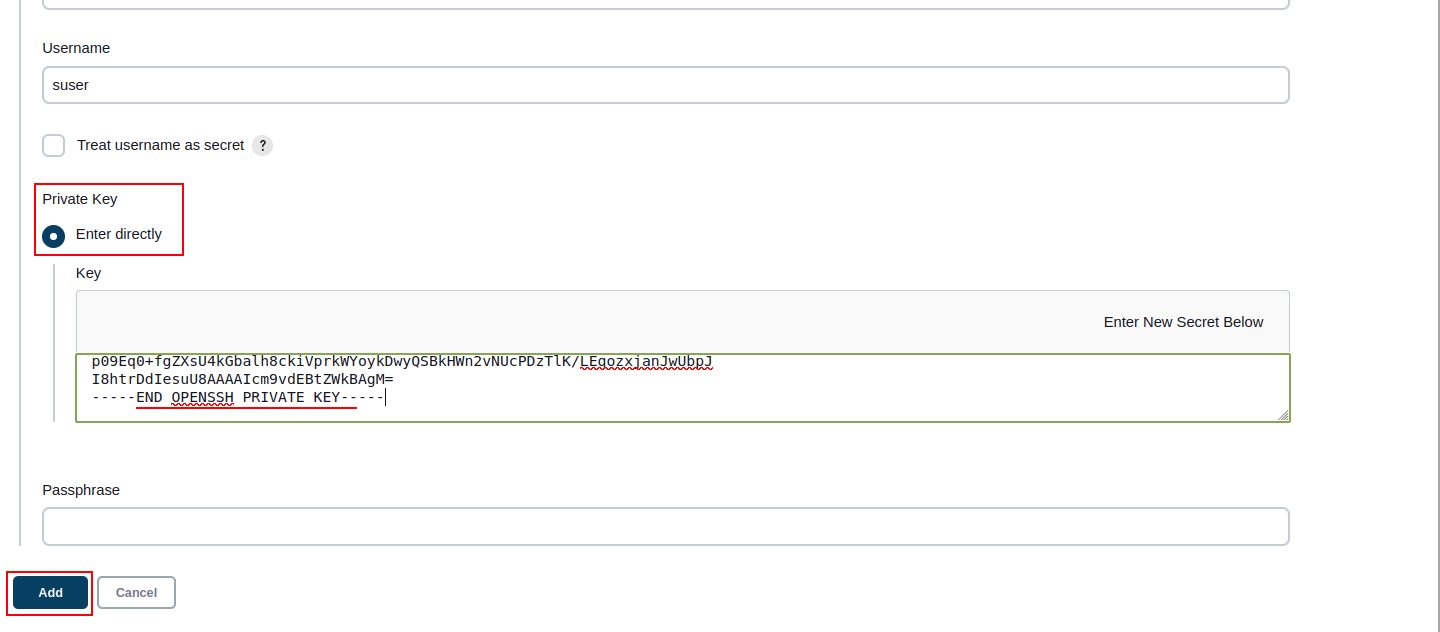 Username
suser
Treat username as secret ?
Private Key
Enter directly
Key
Enter New Secret Below
p09Eq0+fgZXsU4kGbalh8ckiVprkWYoykDwyQSBkHWn2vNUcPDzTlK/LEgozxjanJwUbpJ
I8htrDdIesuU8AAAAIcm9vdEBtZWkBAgM=
-----END OPENSSH PRIVATE KEY-----
Passphrase
Add Cancel